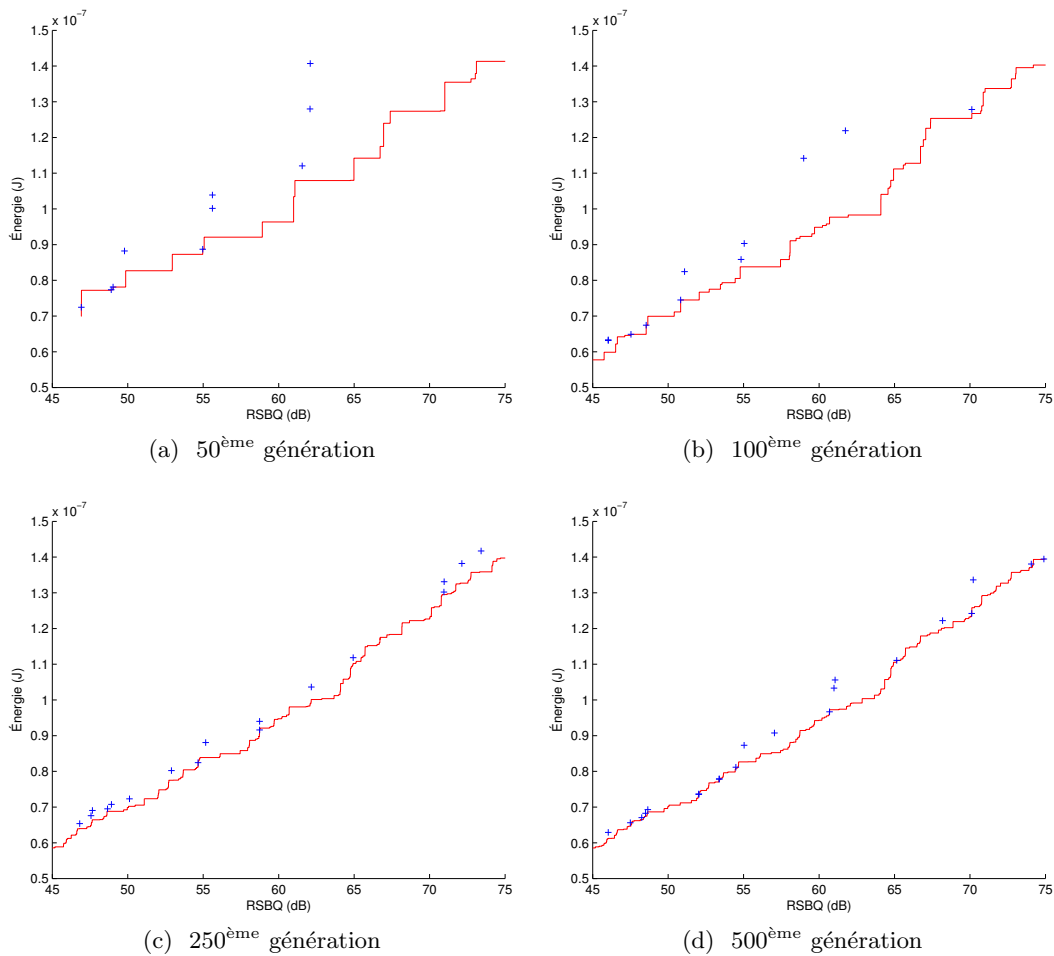 x 10⁻⁷
1.5
1.4
1.3
1.2
1.1
1
0.9
0.8
0.7
0.6
0.5
Énergie (J)
45 50 55 60 65 70 75
RSBQ (dB)
(a) 50ème génération
x 10⁻⁷
1.5
1.4
1.3
1.2
1.1
1
0.9
0.8
0.7
0.6
0.5
Énergie (J)
45 50 55 60 65 70 75
RSBQ (dB)
(b) 100ème génération
x 10⁻⁷
1.5
1.4
1.3
1.2
1.1
1
0.9
0.8
0.7
0.6
0.5
Énergie (J)
45 50 55 60 65 70 75
RSBQ (dB)
(c) 250ème génération
x 10⁻⁷
1.5
1.4
1.3
1.2
1.1
1
0.9
0.8
0.7
0.6
0.5
Énergie (J)
45 50 55 60 65 70 75
RSBQ (dB)
(d) 500ème génération